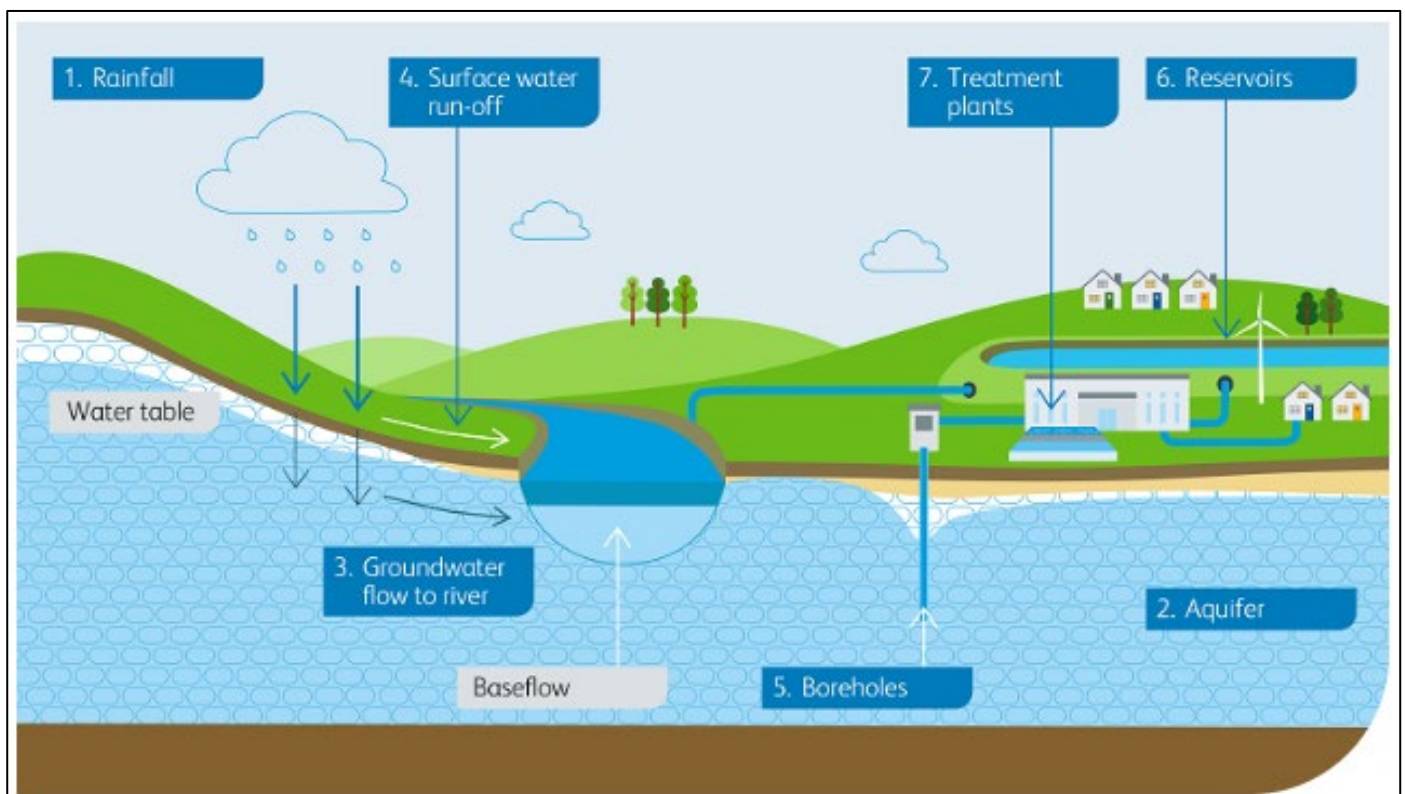 1. Rainfall
4. Surface water
run-off
7. Treatment
plants
6. Reservoirs
Water table
3. Groundwater
flow to river
2. Aquifer
Baseflow
5. Boreholes